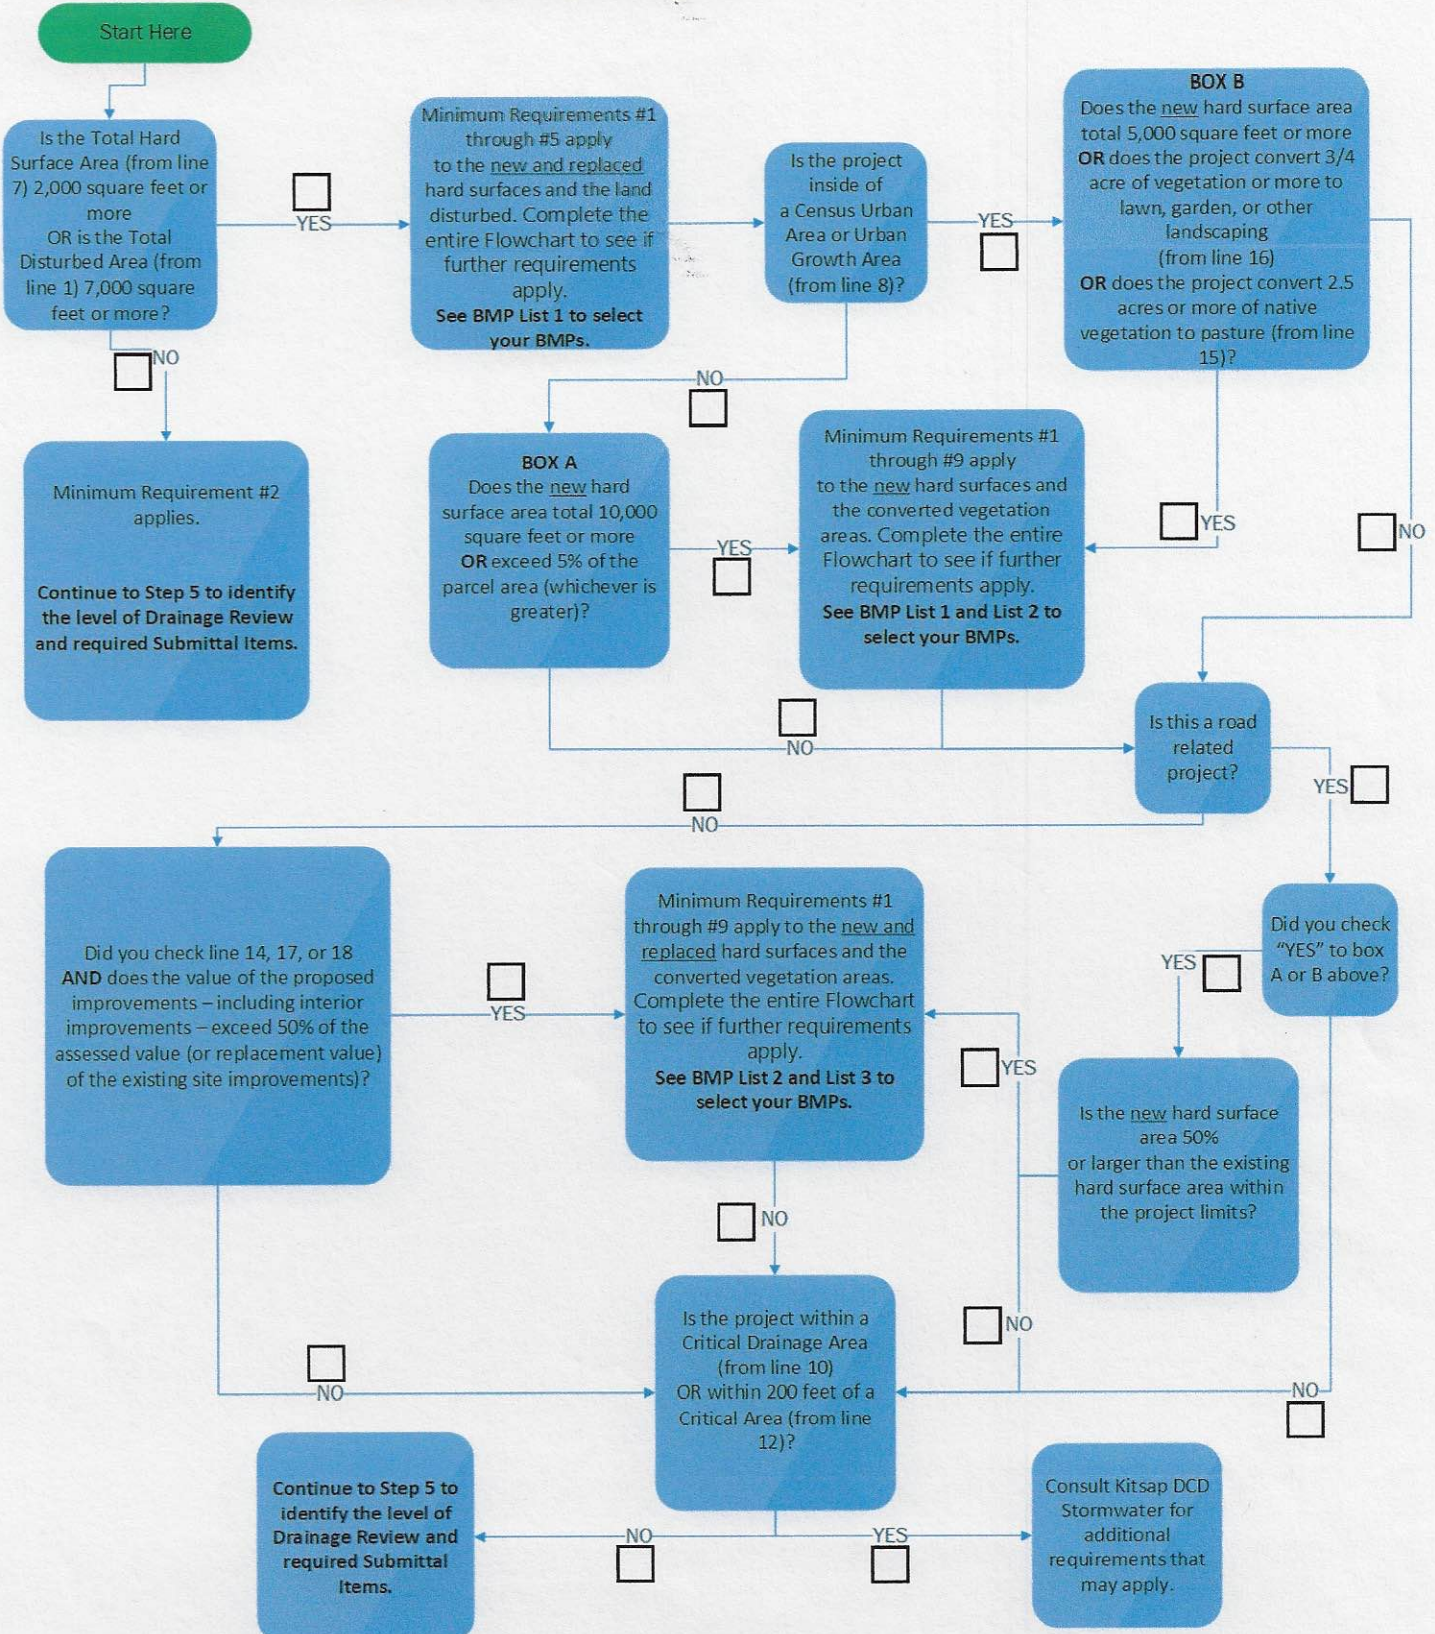 Start Here
Is the Total Hard
Surface Area (from line
7) 2,000 square feet or
more
OR is the Total
Disturbed Area (from
line 1) 7,000 square
feet or more?
YES
NO
Minimum Requirement #2
applies.
Continue to Step 5 to identify
the level of Drainage Review
and required Submittal Items.
Minimum Requirements #1
through #5 apply
to the new and replaced
hard surfaces and the land
disturbed. Complete the
entire Flowchart to see if
further requirements
apply.
See BMP List 1 to select
your BMPs.
Is the project
inside of
a Census Urban
Area or Urban
Growth Area
(from line 8)?
YES
NO
BOX B
Does the new hard surface area
total 5,000 square feet or more
OR does the project convert 3/4
acre of vegetation or more to
lawn, garden, or other
landscaping
(from line 16)
OR does the project convert 2.5
acres or more of native
vegetation to pasture (from line
15)?
YES
NO
BOX A
Does the new hard
surface area total 10,000
square feet or more
OR exceed 5% of the
parcel area (whichever is
greater)?
YES
NO
Minimum Requirements #1
through #9 apply
to the new hard surfaces and
the converted vegetation
areas. Complete the entire
Flowchart to see if further
requirements apply.
See BMP List 1 and List 2 to
select your BMPs.
Is this a road
related
project?
YES
NO
Did you check line 14, 17, or 18
AND does the value of the proposed
improvements – including interior
improvements – exceed 50% of the
assessed value (or replacement value)
of the existing site improvements)?
YES
NO
Minimum Requirements #1
through #9 apply to the new and
replaced hard surfaces and the
converted vegetation areas.
Complete the entire Flowchart
to see if further requirements
apply.
See BMP List 2 and List 3 to
select your BMPs.
NO
Did you check
“YES” to box
A or B above?
YES
NO
Is the new hard surface
area 50%
or larger than the existing
hard surface area within
the project limits?
YES
NO
Is the project within a
Critical Drainage Area
(from line 10)
OR within 200 feet of a
Critical Area (from line
12)?
NO
YES
Continue to Step 5 to
identify the level of
Drainage Review and
required Submittal
Items.
Consult Kitsap DCD
Stormwater for
additional
requirements that
may apply.